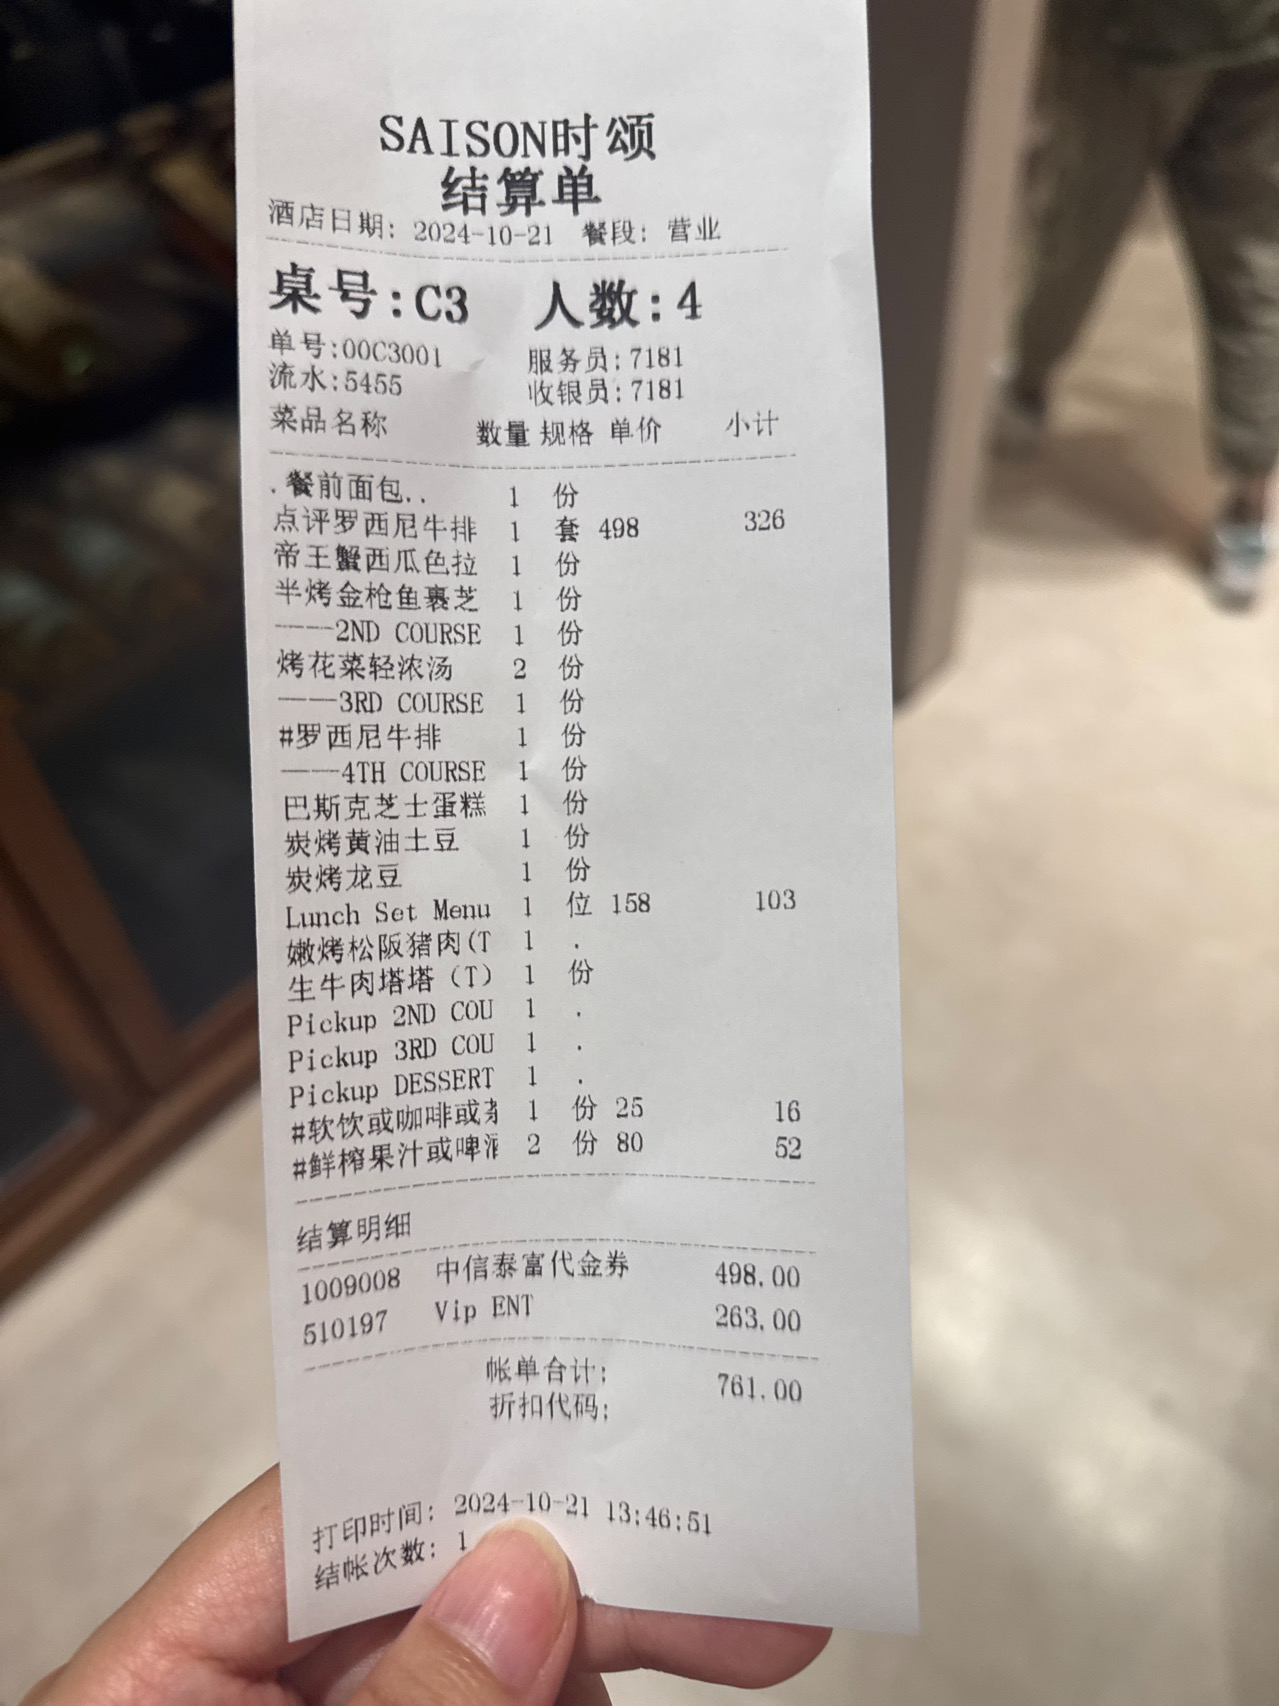 SAISON时颂
结算单
酒店日期: 2024-10-21 餐段: 营业
桌号:C3 人数:4
单号:00C3001 服务员:7181
流水:5455 收银员:7181
菜品名称 数量 规格 单价 小计
.餐前面包.. 1 份
点评罗西尼牛排 1 套 498 326
帝王蟹西瓜色拉 1 份
半烤金枪鱼裹芝 1 份
————2ND COURSE 1 份
烤花菜轻浓汤 2 份
————3RD COURSE 1 份
#罗西尼牛排 1 份
————4TH COURSE 1 份
巴斯克芝士蛋糕 1 份
炭烤黄油土豆 1 份
炭烤龙豆 1 份
Lunch Set Menu 1 位 158 103
嫩烤松阪猪肉(T 1 .
生牛肉塔塔 (T) 1 份
Pickup 2ND COU 1 .
Pickup 3RD COU 1 .
Pickup DESSERT 1 .
#软饮或咖啡或 1 份 25 16
#鲜榨果汁或啤 2 份 80 52
结算明细
1009008 中信泰富代金券 498.00
510197 Vip ENT 263.00
帐单合计: 761.00
折扣代码:
打印时间: 2024-10-21 13:46:51
结帐次数: 1